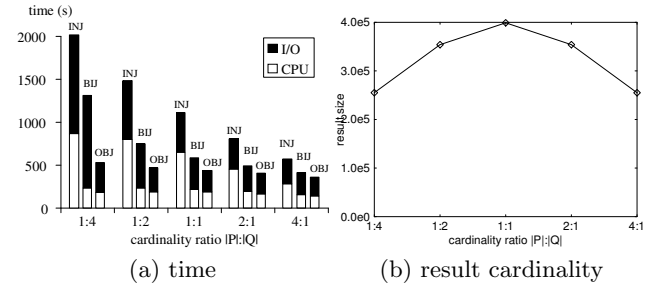 time (s)
2000
1500
1000
500
0
INJ
BIJ
OBJ
INJ
BIJ
OBJ
INJ
BIJ
OBJ
INJ
BIJ
OBJ
INJ
BIJ
OBJ
I/O
CPU
1:4 1:2 1:1 2:1 4:1
cardinality ratio |P|:|Q|
(a) time
4.0e5
3.0e5
2.0e5
1.0e5
0.0e0
result size
1:4 1:2 1:1 2:1 4:1
cardinality ratio |P|:|Q|
(b) result cardinality